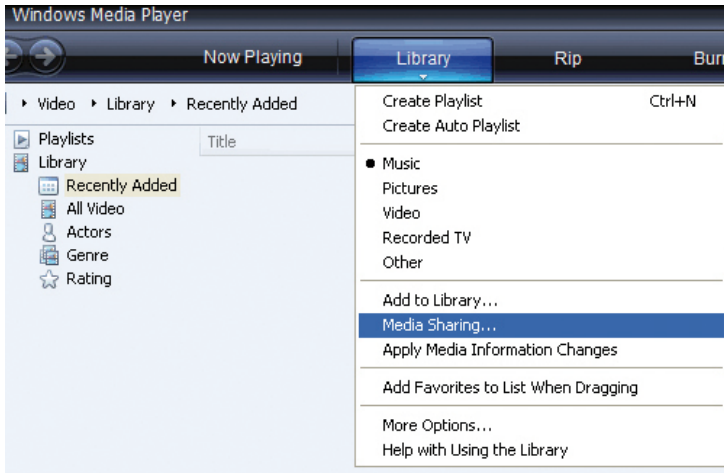 Windows Media Player
Now Playing Library Rip
Video Library Recently Added
Playlists
Library
Recently Added
All Video
Actors
Genre
Rating
Title
Create Playlist Ctrl+N
Create Auto Playlist
Music
Pictures
Video
Recorded TV
Other
Add to Library...
Media Sharing...
Apply Media Information Changes
Add Favorites to List When Dragging
More Options...
Help with Using the Library